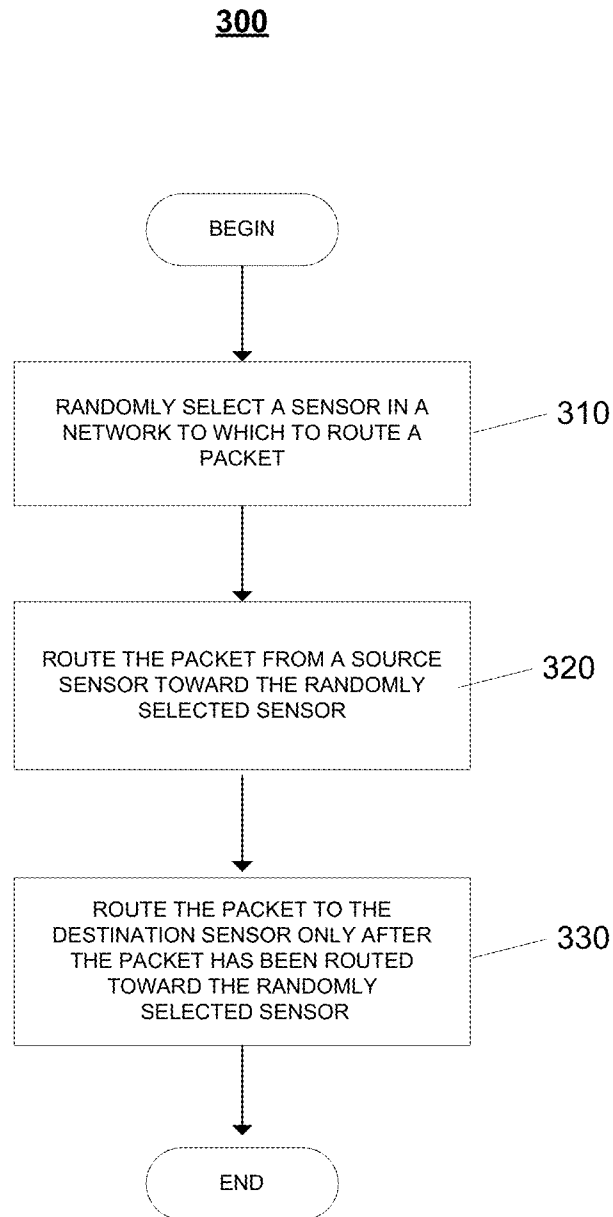 300
BEGIN
RANDOMLY SELECT A SENSOR IN A
NETWORK TO WHICH TO ROUTE A
PACKET
310
ROUTE THE PACKET FROM A SOURCE
SENSOR TOWARD THE RANDOMLY
SELECTED SENSOR
320
ROUTE THE PACKET TO THE
DESTINATION SENSOR ONLY AFTER
THE PACKET HAS BEEN ROUTED
TOWARD THE RANDOMLY
SELECTED SENSOR
330
END